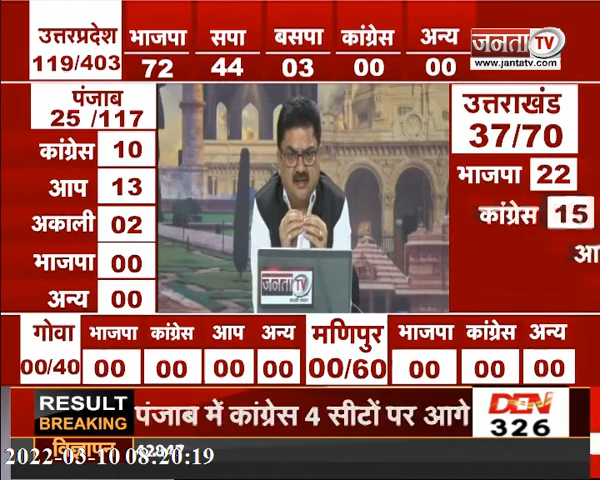 उत्तरप्रदेश भाजपा सपा बसपा कांग्रेस अन्य
119/403 72 44 03 00 00
जनता TV
www.jantatv.com
पंजाब
25 /117
कांग्रेस 10
आप 13
अकाली 02
भाजपा 00
अन्य 00
उत्तराखंड
37/70
भाजपा 22
कांग्रेस 15
आ
जनता TV
गोवा भाजपा कांग्रेस आप अन्य मणिपुर भाजपा कांग्रेस अन्य
00/40 00 00 00 00 00/60 00 00 00
RESULT
BREAKING
पंजाब में कांग्रेस 4 सीटों पर आगे
DEN
326
विज्ञापन
2022-03-10 08:20:19